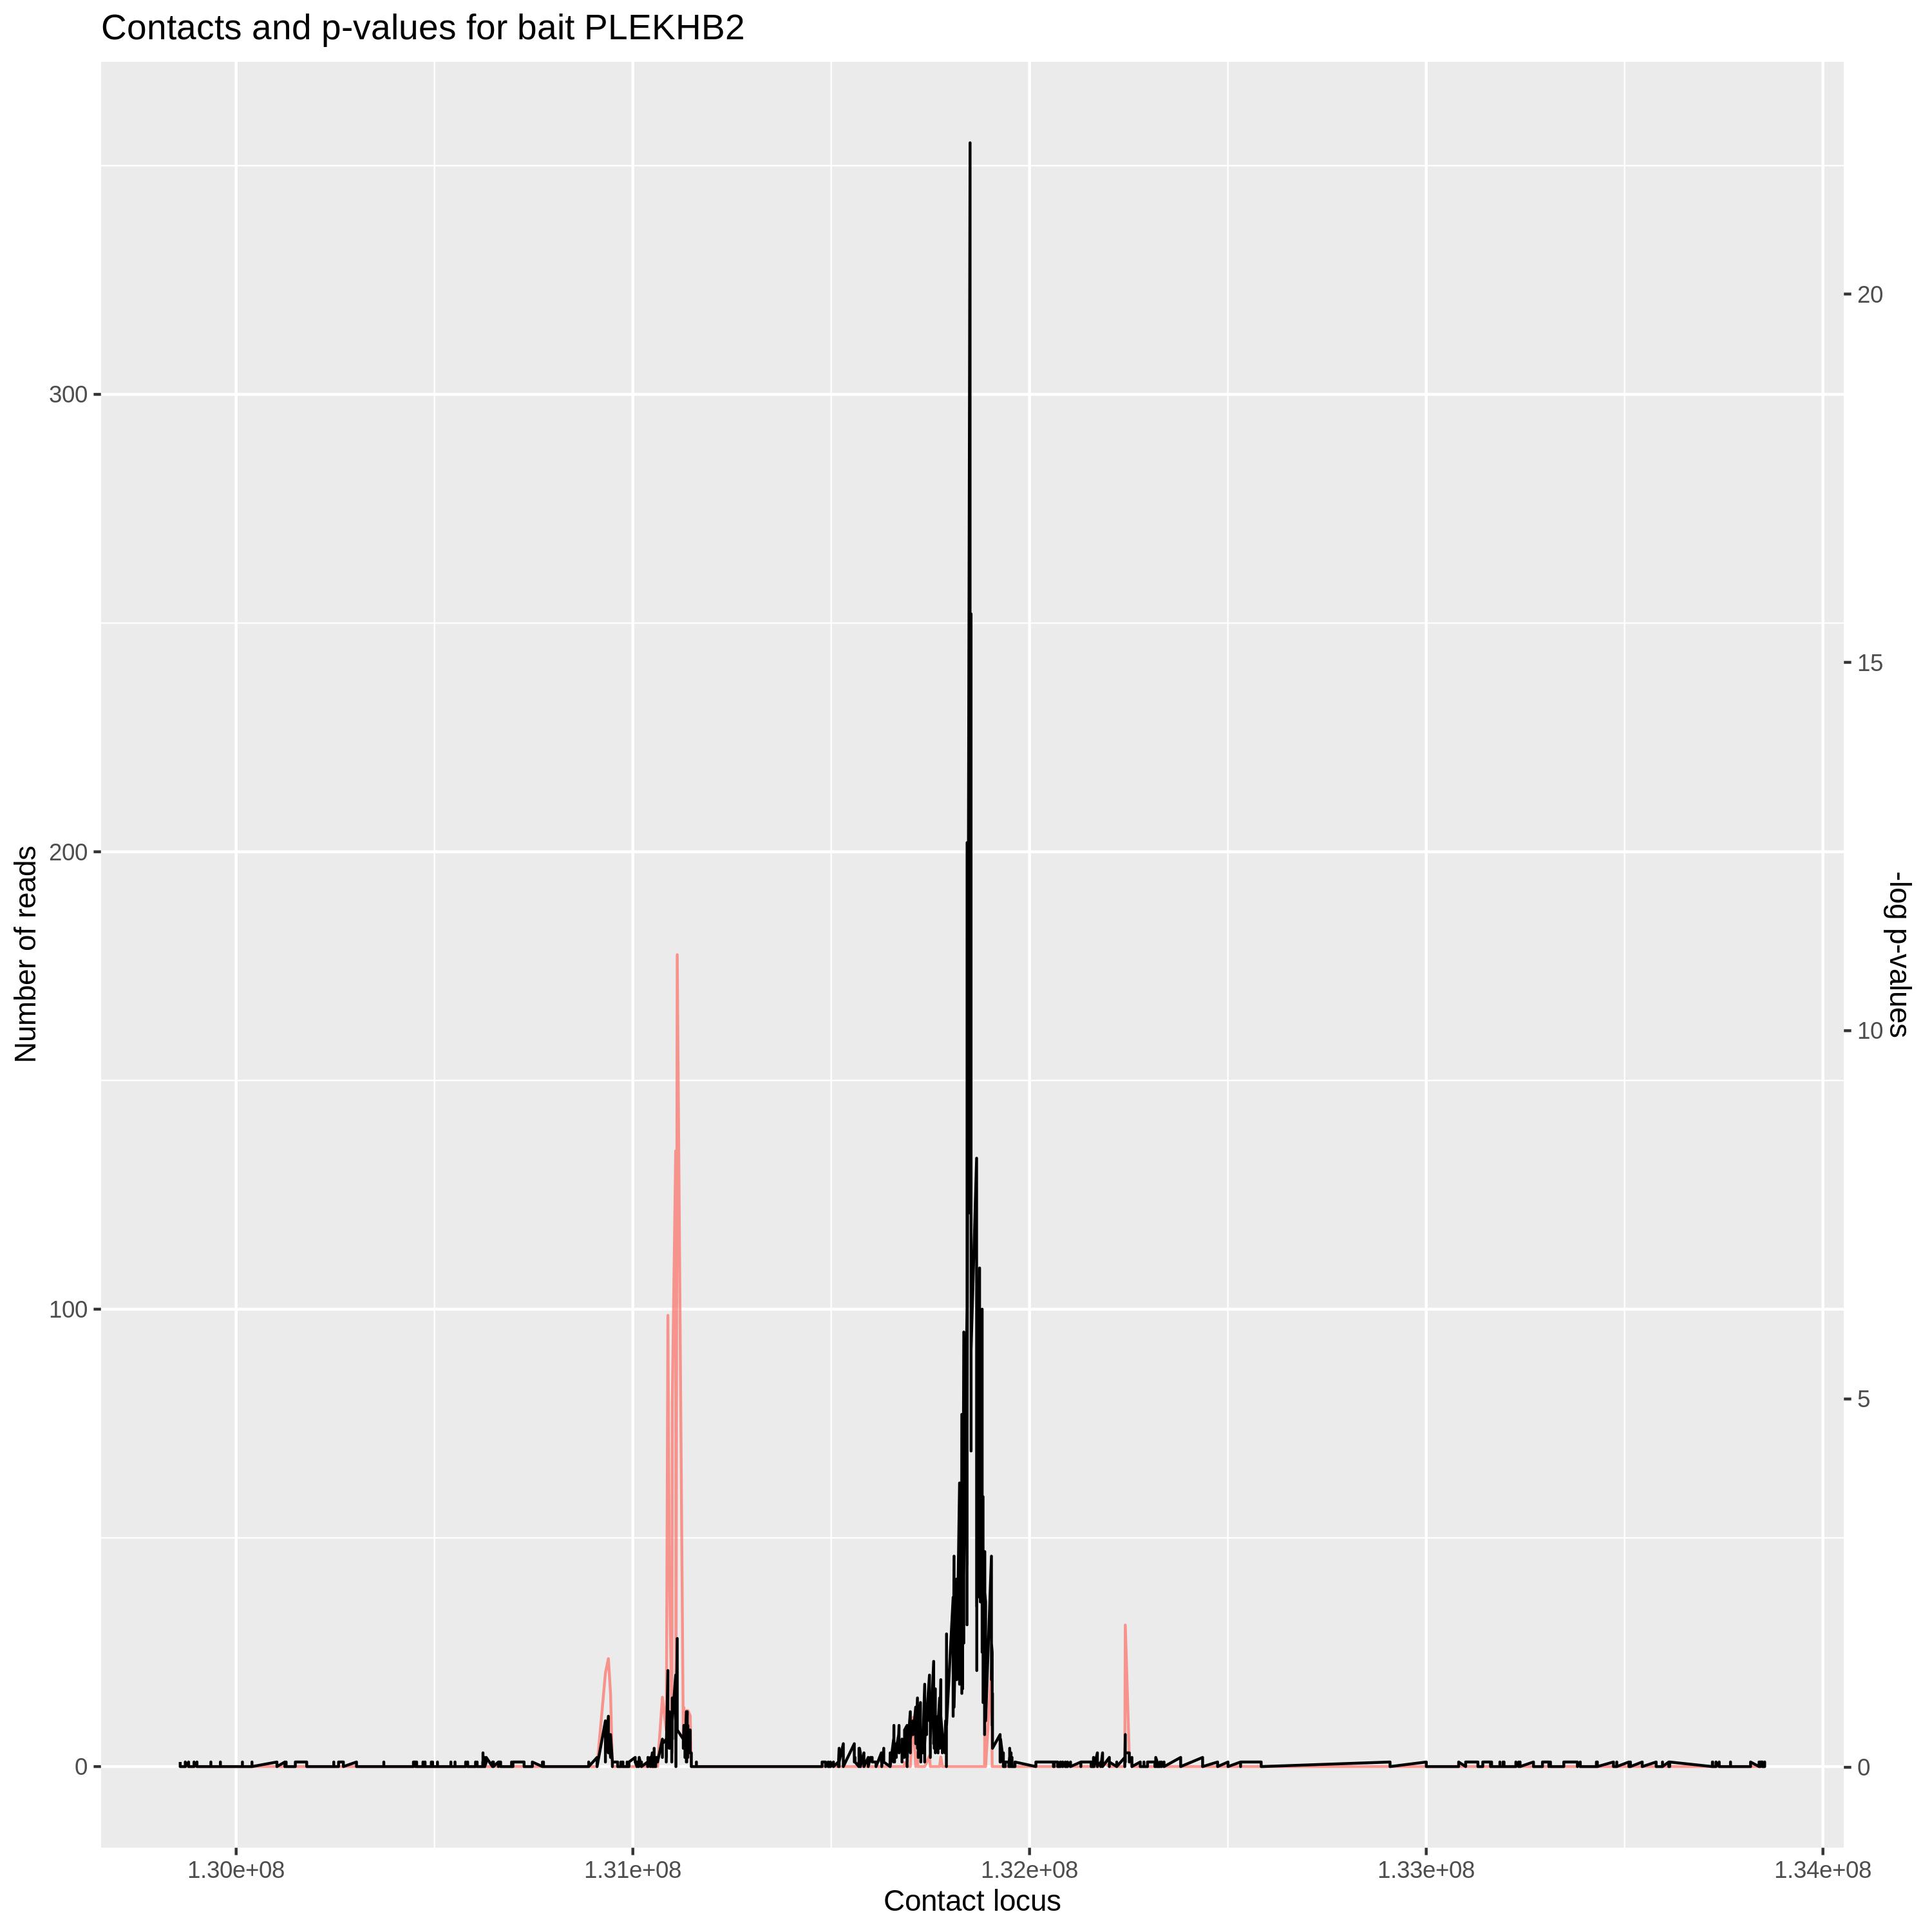 Contacts and p-values for bait PLEKHB2
Number of reads
300
200
100
0
20
15
10
5
0
-log p-values
1.30e+08 1.31e+08 1.32e+08 1.33e+08 1.34e+08
Contact locus